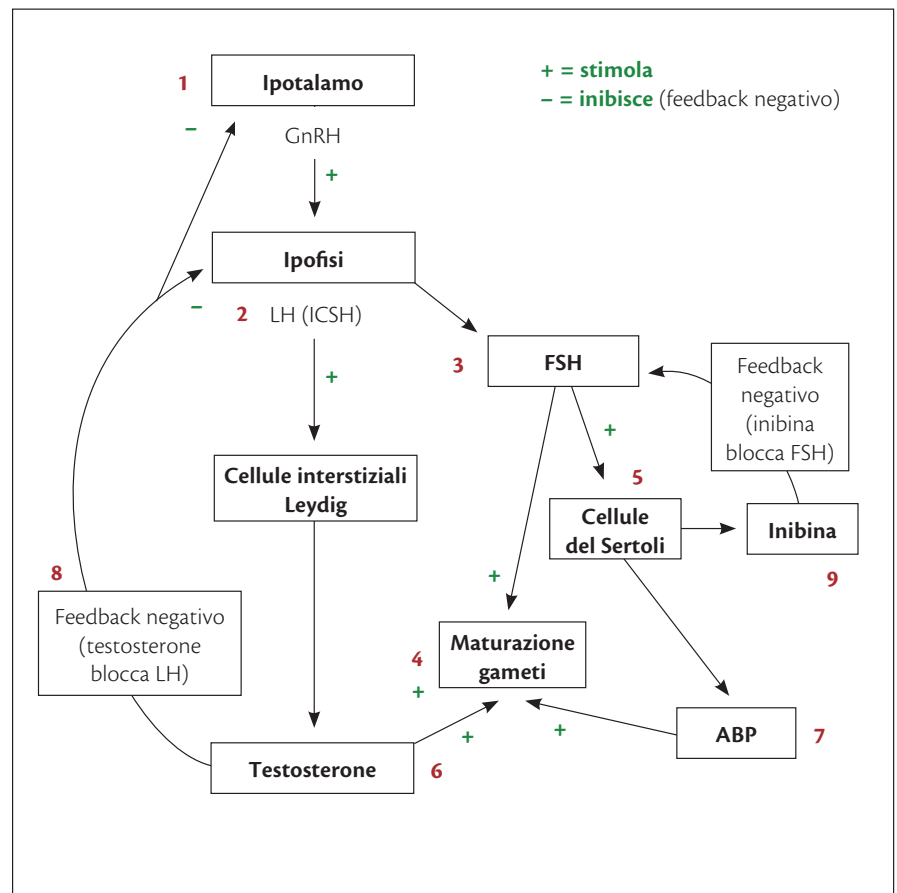 1
Ipotalamo
+ = stimola
– = inibisce (feedback negativo)
–
GnRH
+
Ipofisi
–
2
LH (ICSH)
3
FSH
Feedback
negativo
(inibina
blocca FSH)
+
+
5
Cellule interstiziali
Leydig
Cellule
del Sertoli
Inibina
9
8
+
Feedback negativo
(testosterone
blocca LH)
4
+
Maturazione
gameti
+
+
ABP
7
Testosterone
6